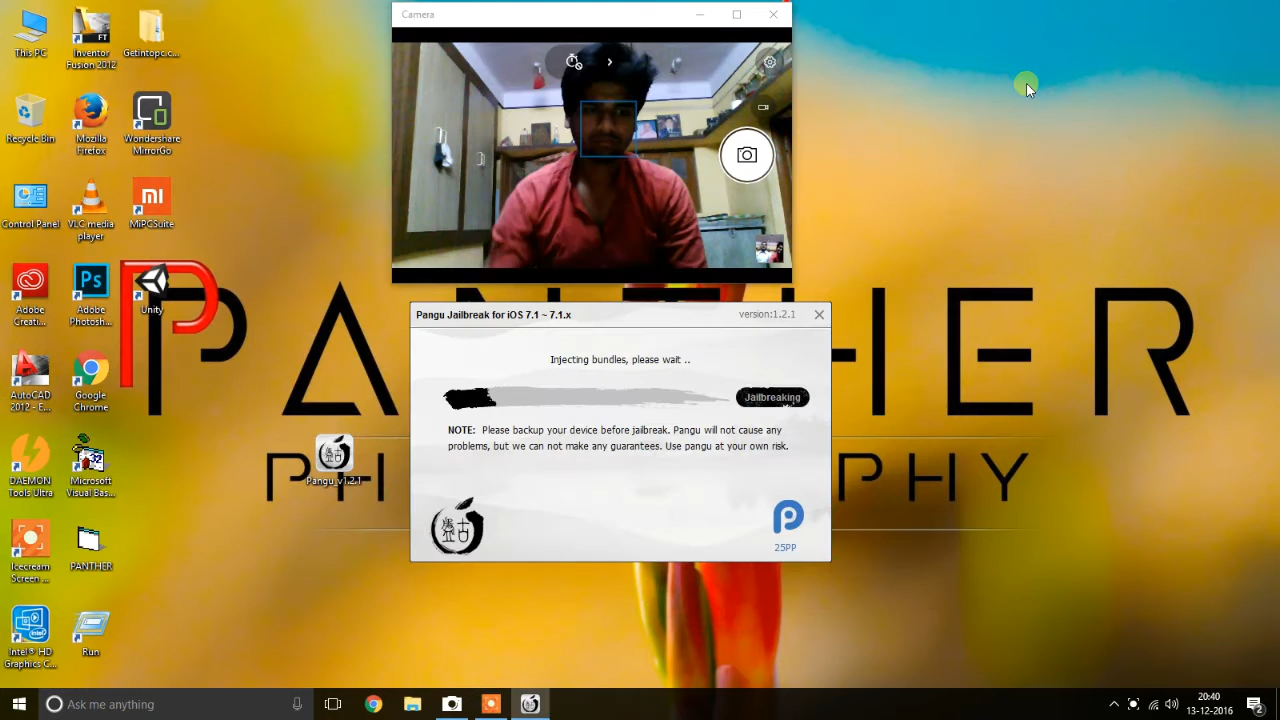 Camera
This PC
Inventor
Fusion 2012
Getintopc.c...
Recycle Bin
Mozilla
Firefox
Wondershare
MirrorGo
Control Panel
VLC media
player
MiPCSuite
Adobe
Creati...
Adobe
Photosh...
Unity
AutoCAD
2012 - E...
Google
Chrome
DAEMON
Tools Ultra
Microsoft
Visual Bas...
Pangu_v1.2.1
Icecream
Screen ...
PANTHER
Intel® HD
Graphics C...
Run
PANTHER
Pangu Jailbreak for iOS 7.1 ~ 7.1.x
version:1.2.1
Injecting bundles, please wait ..
Jailbreaking
NOTE: Please backup your device before jailbreak. Pangu will not cause any
problems, but we can not make any guarantees. Use pangu at your own risk.
盤古
25PP
Ask me anything
20:40
13-12-2016
2